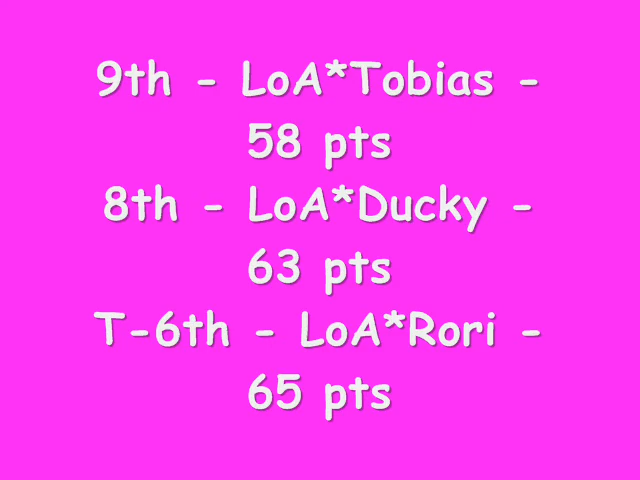 9th - LoA*Tobias -
58 pts
8th - LoA*Ducky -
63 pts
T-6th - LoA*Rori -
65 pts